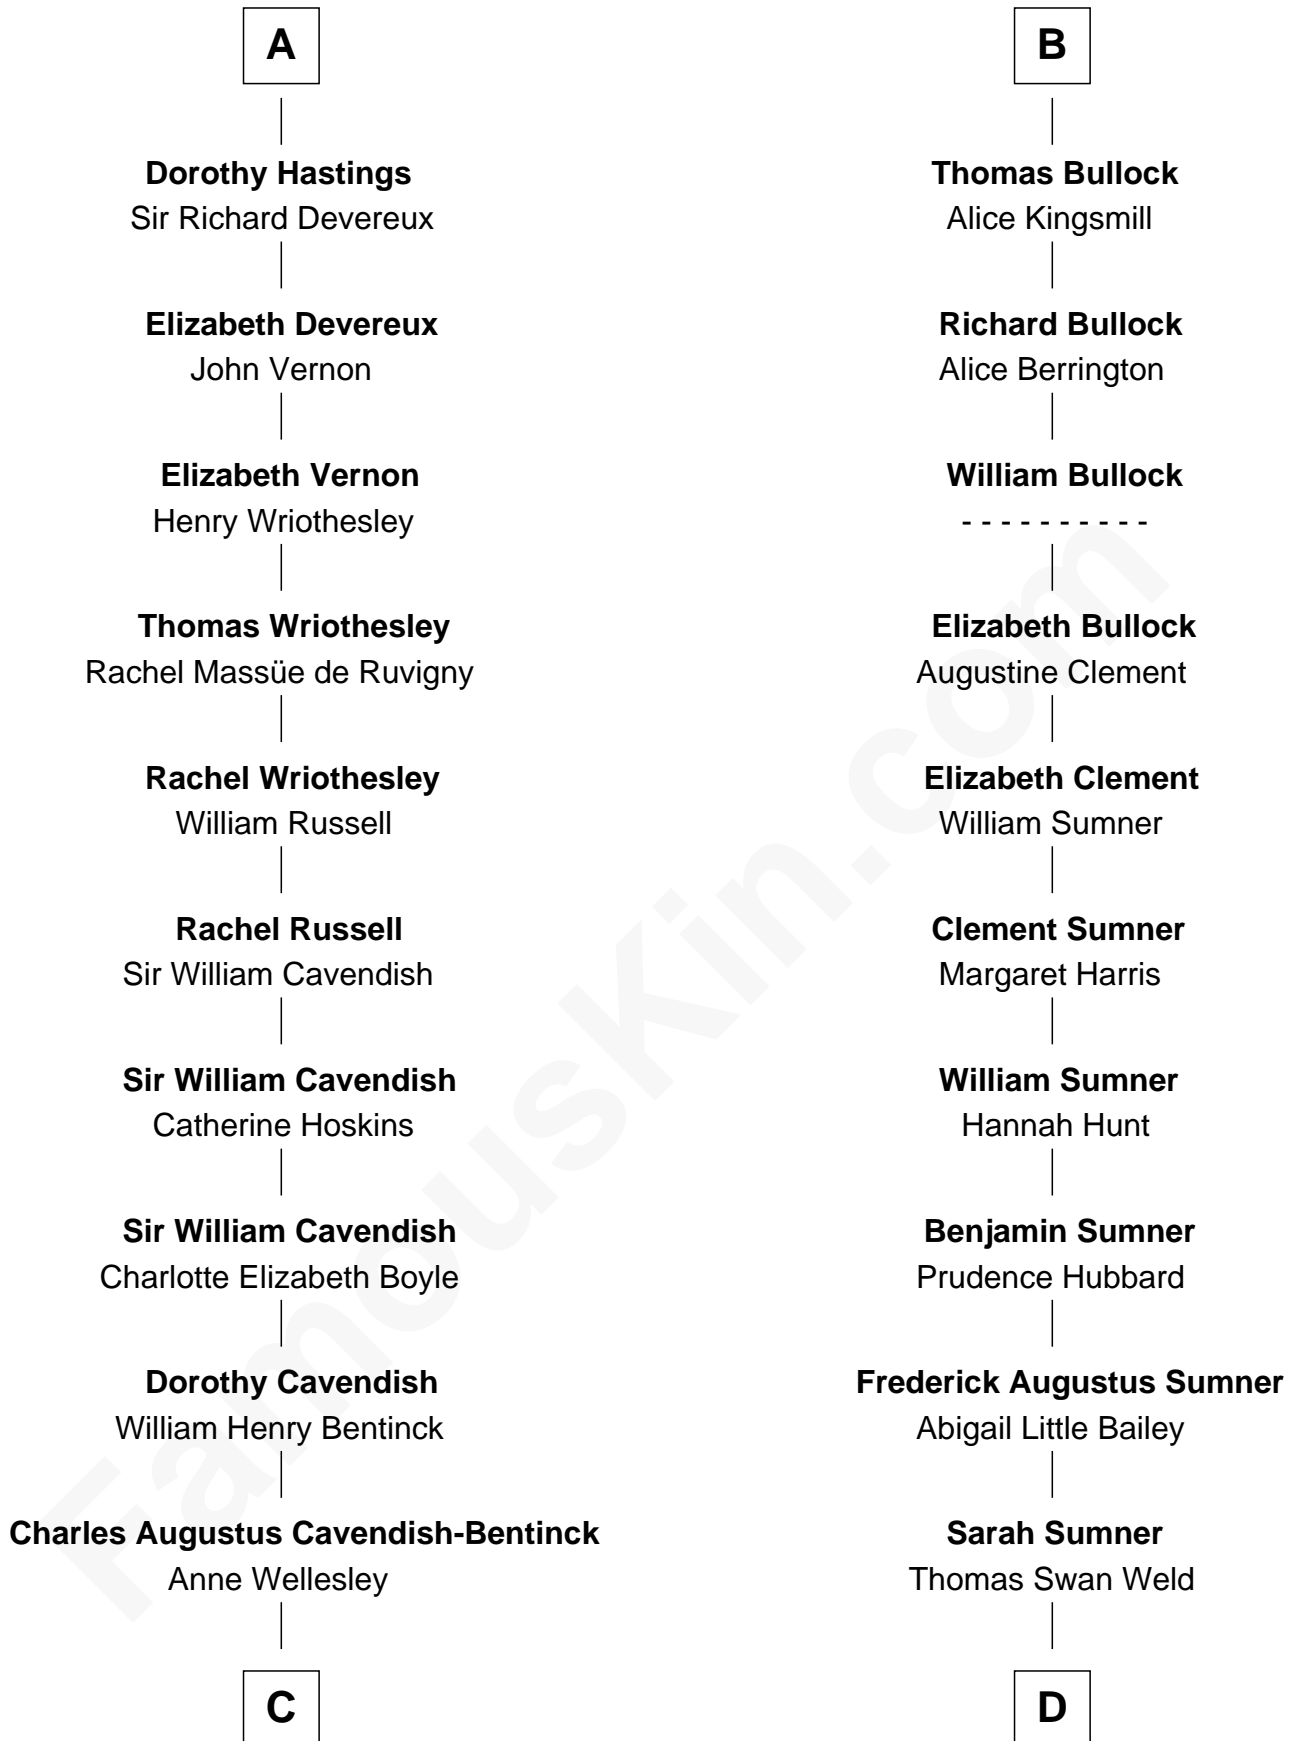 A
Dorothy Hastings
Sir Richard Devereux
Elizabeth Devereux
John Vernon
Elizabeth Vernon
Henry Wriothesley
Thomas Wriothesley
Rachel Massüe de Ruvigny
Rachel Wriothesley
William Russell
Rachel Russell
Sir William Cavendish
Sir William Cavendish
Catherine Hoskins
Sir William Cavendish
Charlotte Elizabeth Boyle
Dorothy Cavendish
William Henry Bentinck
Charles Augustus Cavendish-Bentinck
Anne Wellesley
C
B
Thomas Bullock
Alice Kingsmill
Richard Bullock
Alice Berrington
William Bullock
- - - - - - - - - -
Elizabeth Bullock
Augustine Clement
Elizabeth Clement
William Sumner
Clement Sumner
Margaret Harris
William Sumner
Hannah Hunt
Benjamin Sumner
Prudence Hubbard
Frederick Augustus Sumner
Abigail Little Bailey
Sarah Sumner
Thomas Swan Weld
D
FamousKin.com